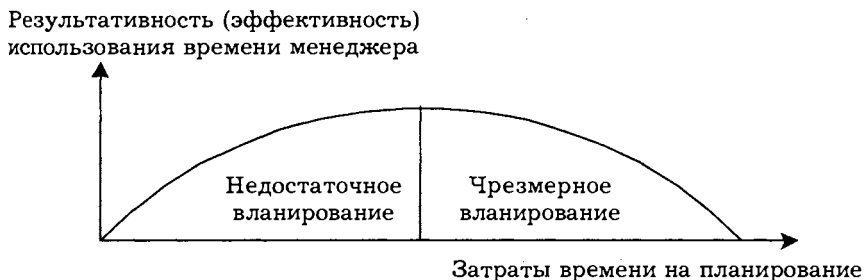 Результативность (эффективность)
использования времени менеджера
Недостаточное
вланирование
Чрезмерное
вланирование
Затраты времени на планирование